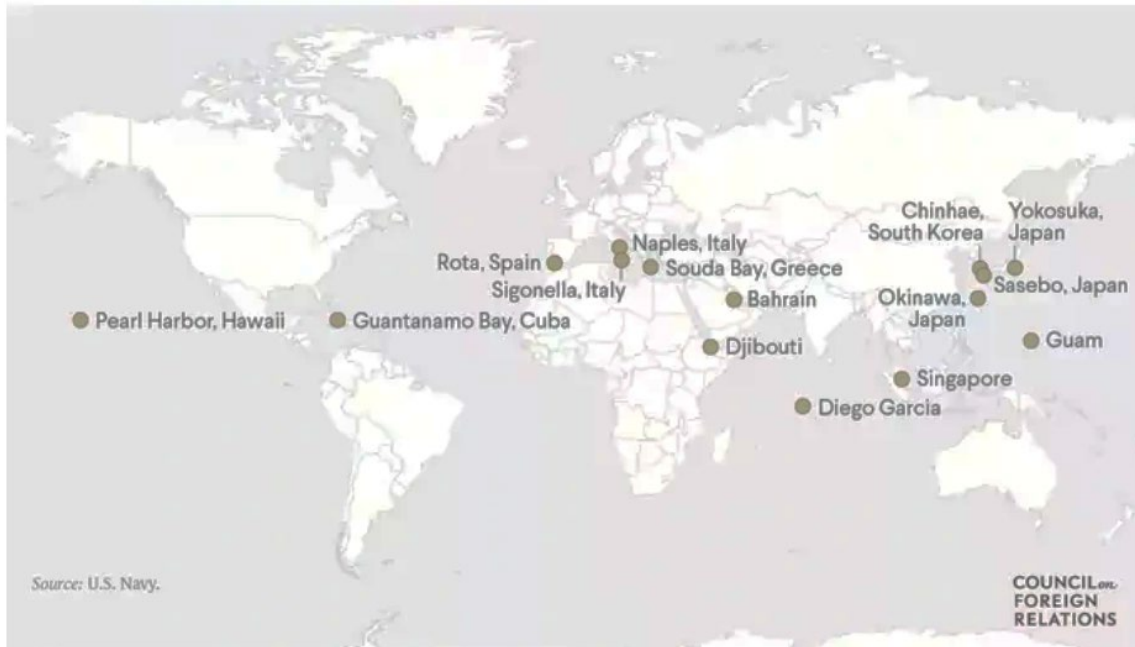 Chinhae,
South Korea
Yokosuka,
Japan
Naples, Italy
Rota, Spain
Souda Bay, Greece
Sigonella, Italy
Sasebo, Japan
Bahrain
Okinawa,
Japan
Pearl Harbor, Hawaii
Guantanamo Bay, Cuba
Guam
Djibouti
Singapore
Diego Garcia
Source: U.S. Navy.
COUNCIL on
FOREIGN
RELATIONS